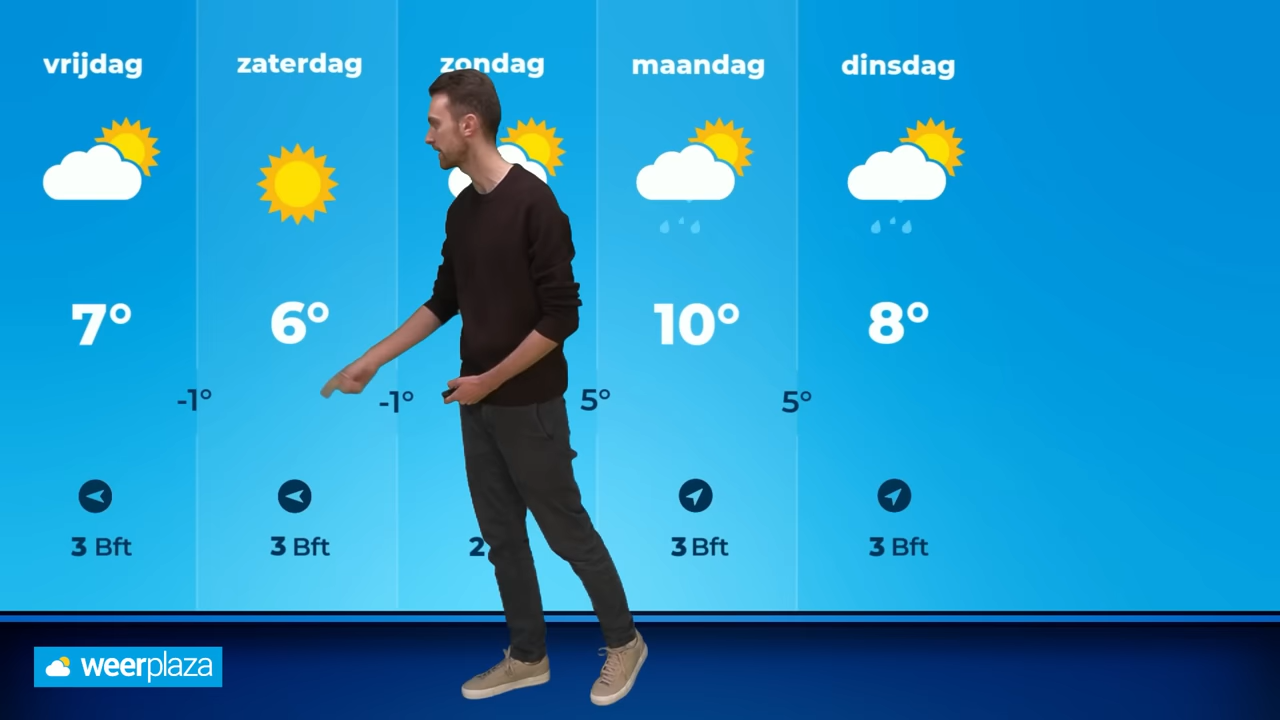 vrijdag
zaterdag
zondag
maandag
dinsdag
7°
6°
10°
8°
-1°
-1°
5°
5°
3 Bft
3 Bft
2
3 Bft
3 Bft
weerplaza